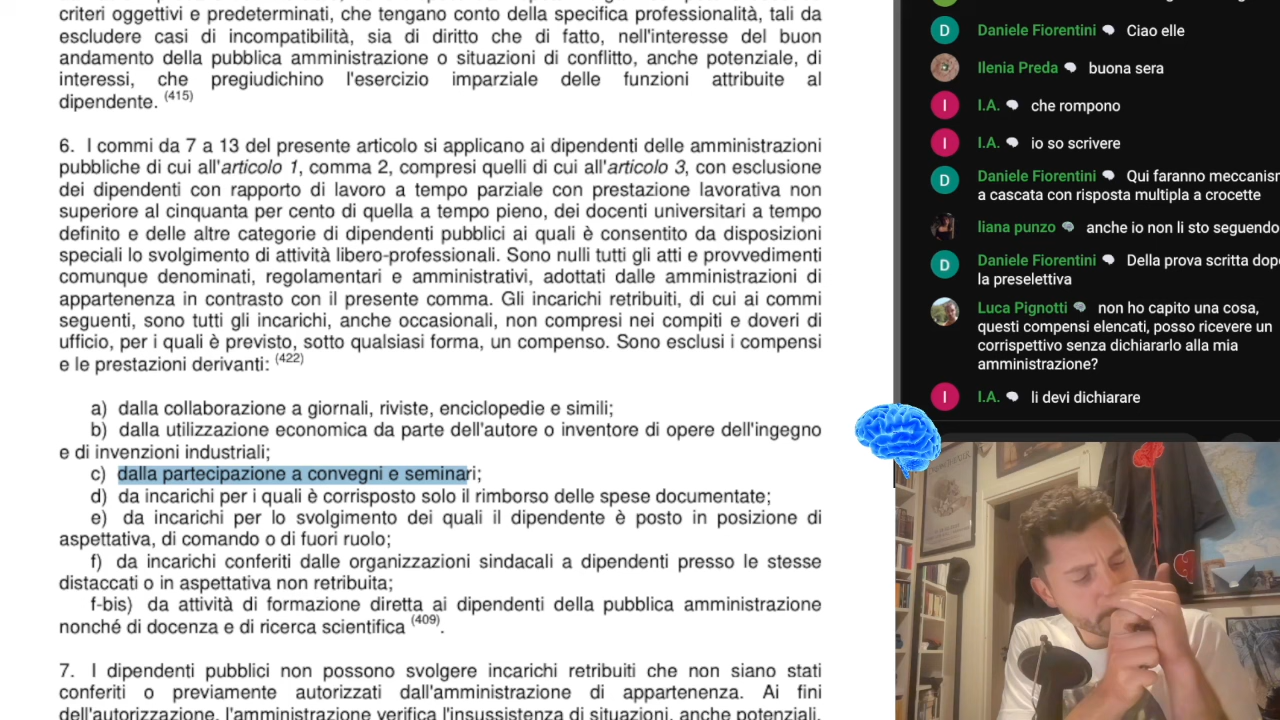 criteri oggettivi e predeterminati, che tengano conto della specifica professionalità, tali da
escludere casi di incompatibilità, sia di diritto che di fatto, nell'interesse del buon
andamento della pubblica amministrazione o situazioni di conflitto, anche potenziale, di
interessi, che pregiudichino l'esercizio imparziale delle funzioni attribuite al
dipendente. (415)
6. I commi da 7 a 13 del presente articolo si applicano ai dipendenti delle amministrazioni
pubbliche di cui all'articolo 1, comma 2, compresi quelli di cui all'articolo 3, con esclusione
dei dipendenti con rapporto di lavoro a tempo parziale con prestazione lavorativa non
superiore al cinquanta per cento di quella a tempo pieno, dei docenti universitari a tempo
definito e delle altre categorie di dipendenti pubblici ai quali è consentito da disposizioni
speciali lo svolgimento di attività libero-professionali. Sono nulli tutti gli atti e provvedimenti
comunque denominati, regolamentari e amministrativi, adottati dalle amministrazioni di
appartenenza in contrasto con il presente comma. Gli incarichi retribuiti, di cui ai commi
seguenti, sono tutti gli incarichi, anche occasionali, non compresi nei compiti e doveri di
ufficio, per i quali è previsto, sotto qualsiasi forma, un compenso. Sono esclusi i compensi
e le prestazioni derivanti: (422)
a) dalla collaborazione a giornali, riviste, enciclopedie e simili;
b) dalla utilizzazione economica da parte dell'autore o inventore di opere dell'ingegno
e di invenzioni industriali;
c) dalla partecipazione a convegni e seminari;
d) da incarichi per i quali è corrisposto solo il rimborso delle spese documentate;
e) da incarichi per lo svolgimento dei quali il dipendente è posto in posizione di
aspettativa, di comando o di fuori ruolo;
f) da incarichi conferiti dalle organizzazioni sindacali a dipendenti presso le stesse
distaccati o in aspettativa non retribuita;
f-bis) da attività di formazione diretta ai dipendenti della pubblica amministrazione
nonché di docenza e di ricerca scientifica (409).
7. I dipendenti pubblici non possono svolgere incarichi retribuiti che non siano stati
conferiti o previamente autorizzati dall'amministrazione di appartenenza. Ai fini
dell'autorizzazione, l'amministrazione verifica l'insussistenza di situazioni, anche potenziali,
D Daniele Fiorentini Ciao elle
Ilenia Preda buona sera
I I.A. che rompono
I I.A. io so scrivere
D Daniele Fiorentini Qui faranno meccanism
a cascata con risposta multipla a crocette
liana punzo anche io non li sto seguendo
D Daniele Fiorentini Della prova scritta dop
la preselettiva
Luca Pignotti non ho capito una cosa,
questi compensi elencati, posso ricevere un
corrispettivo senza dichiararlo alla mia
amministrazione?
I I.A. li devi dichiarare